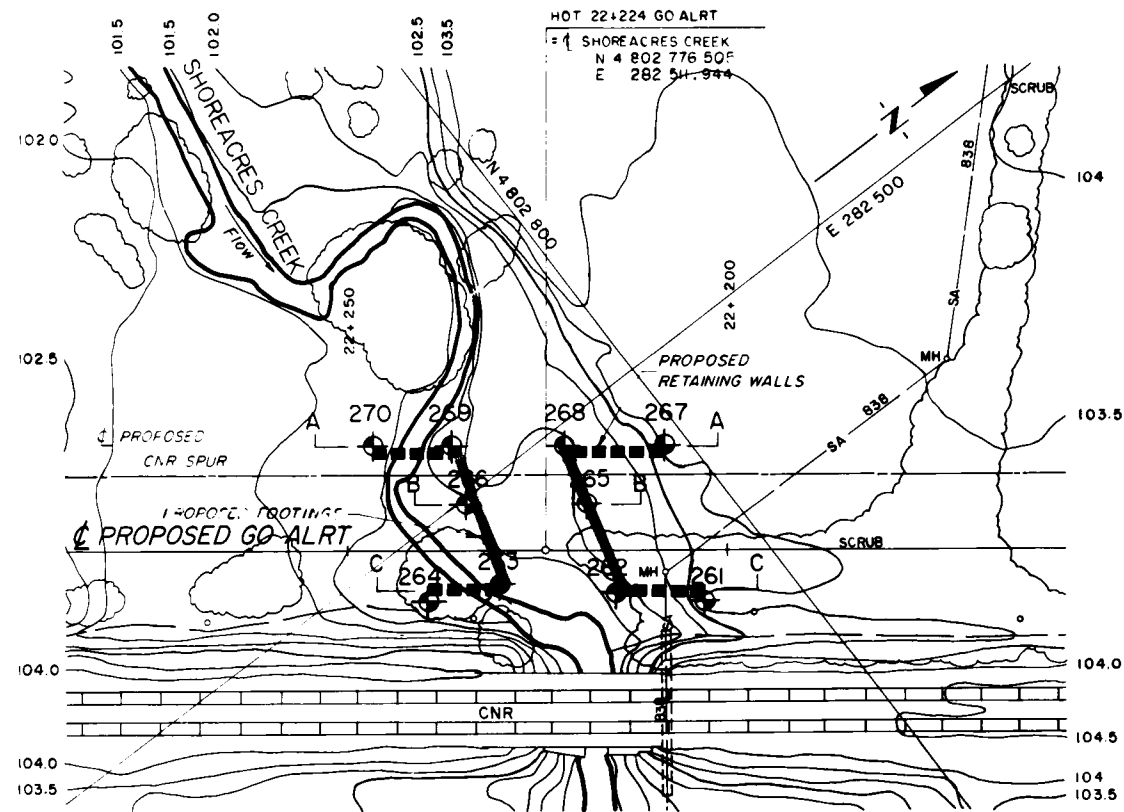 HOT 22+224 GO ALRT
= ℄ SHOREACRES CREEK
N 4 802 776 505
E 282 511.944
101.5
101.5
102.0
102.5
103.5
SCRUB
N
SHOREACRES CREEK
838
102.0
104
N 4 802 800
E 282 500
Flow
22+250
22+200
SA
MH
102.5
PROPOSED
RETAINING WALLS
838
103.5
A
270
269
268
267
A
SA
℄ PROPOSED
CNR SPUR
B
B
PROPOSED FOOTINGS
℄ PROPOSED GO ALRT
SCRUB
C
264
MH
261
C
SA
104.0
104.0
838
CNR
104.5
104.0
104
103.5
103.5